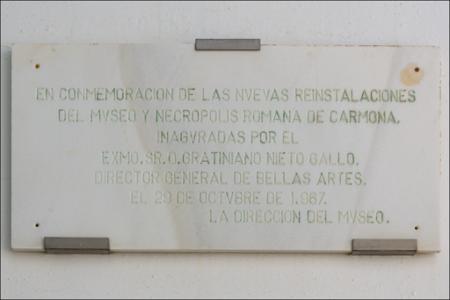 EN CONMEMORACION DE LAS NVEVAS REINSTALACIONES
DEL MVSEO Y NECROPOLIS ROMANA DE CARMONA,
INAGVRADAS POR EL
EXMO. SR. D. GRATINIANO NIETO GALLO,
DIRECTOR GENERAL DE BELLAS ARTES,
EL 29 DE OCTVBRE DE 1.967.
LA DIRECCION DEL MVSEO.